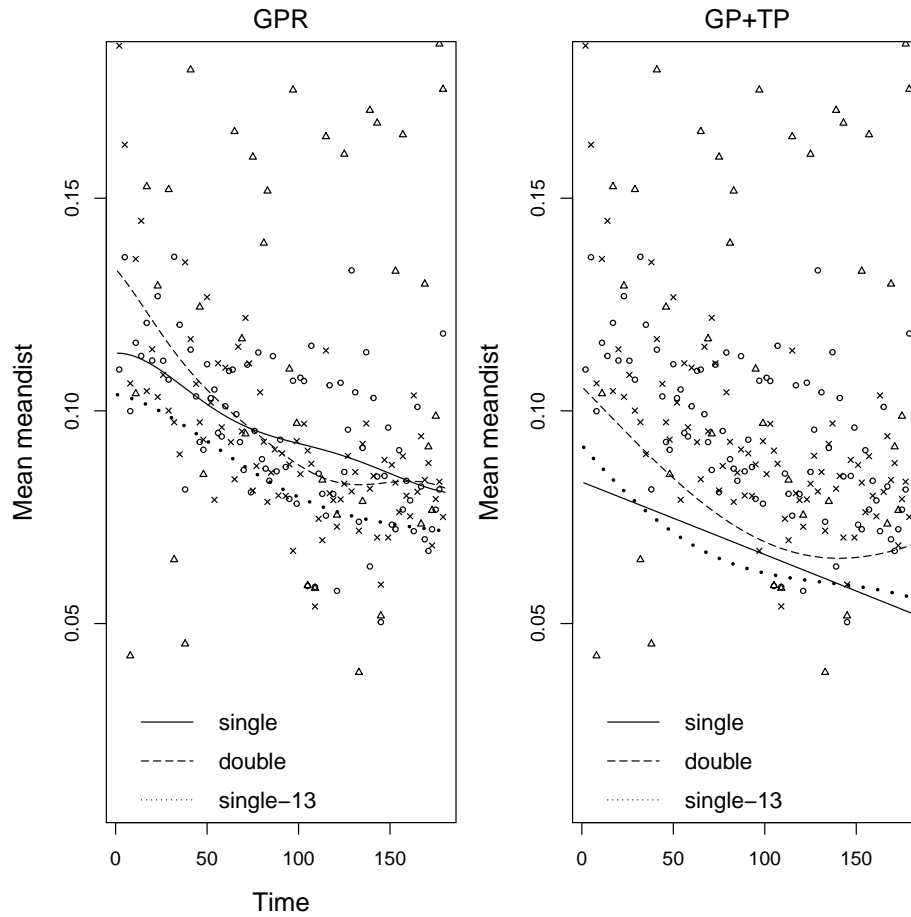 GPR
Mean meandist
0.15
0.10
0.05
single
double
single−13
0
50
100
150
Time
GP+TP
Mean meandist
0.15
0.10
0.05
single
double
single−13
0
50
100
150